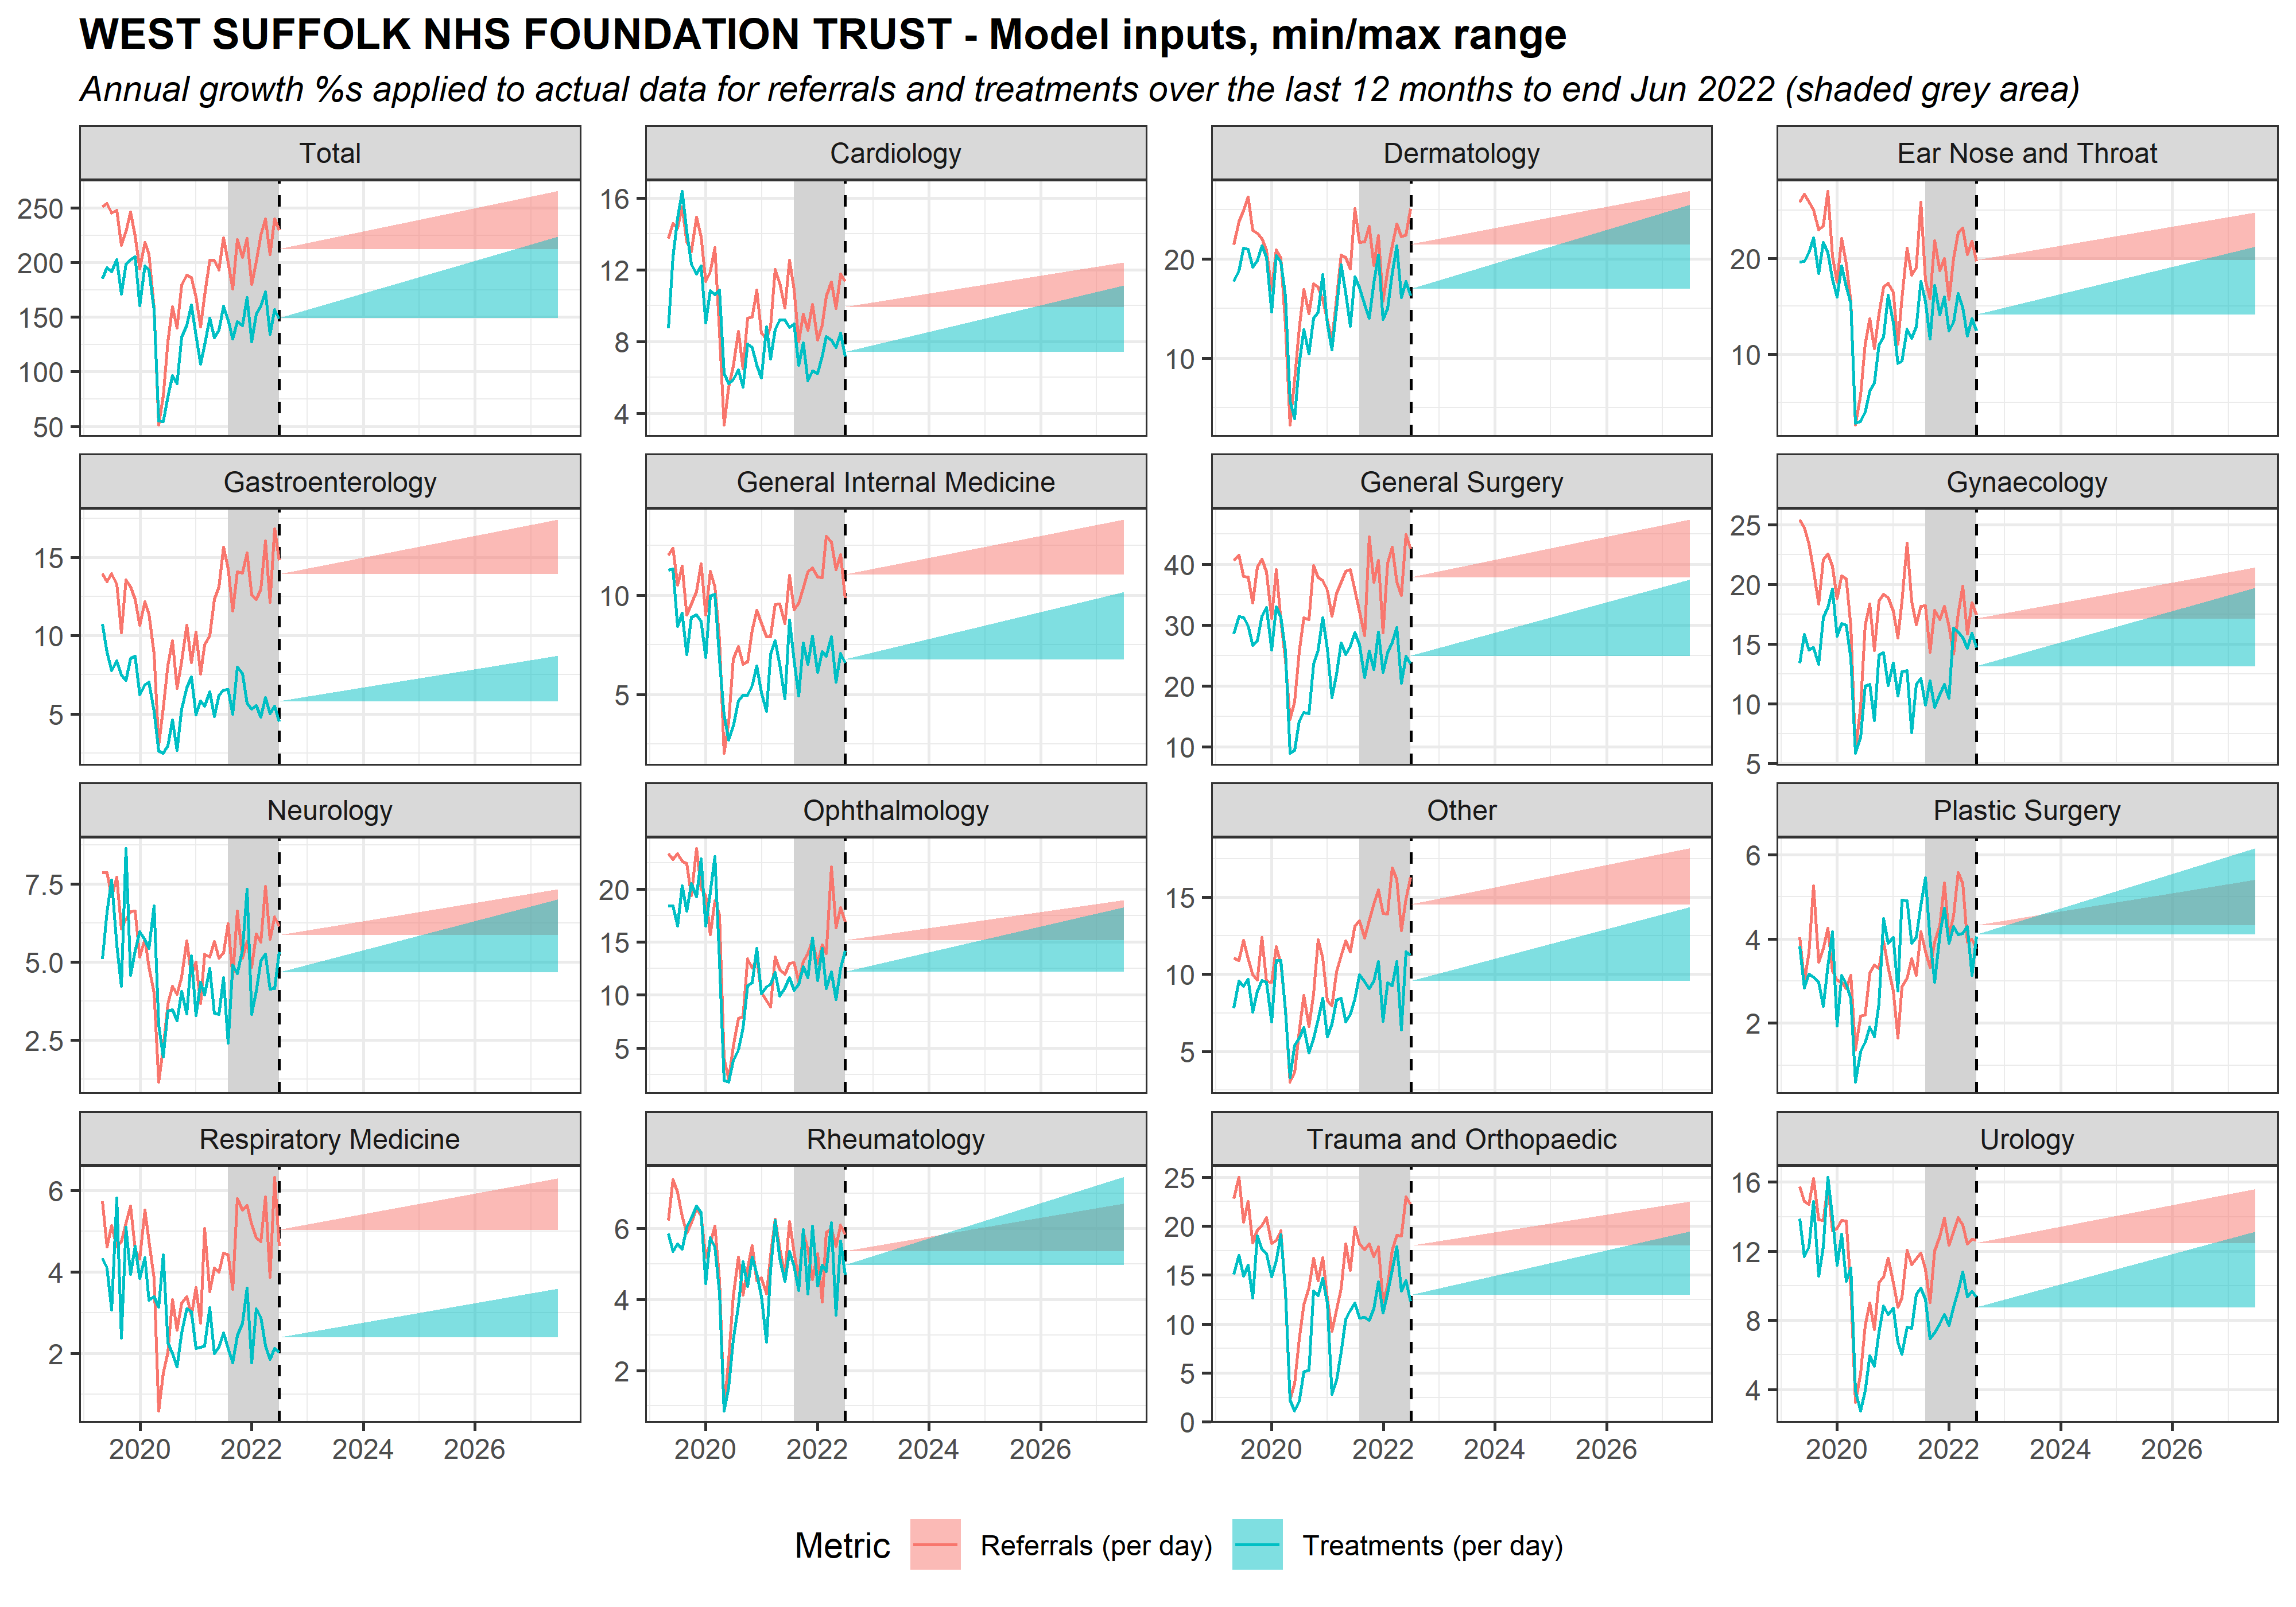 WEST SUFFOLK NHS FOUNDATION TRUST - Model inputs, min/max range
Annual growth %s applied to actual data for referrals and treatments over the last 12 months to end Jun 2022 (shaded grey area)
Total
Cardiology
Dermatology
Ear Nose and Throat
250
200
150
100
50
16
12
8
4
20
10
20
10
Gastroenterology
General Internal Medicine
General Surgery
Gynaecology
15
10
5
10
5
40
30
20
10
25
20
15
10
5
Neurology
Ophthalmology
Other
Plastic Surgery
7.5
5.0
2.5
20
15
10
5
15
10
5
6
4
2
Respiratory Medicine
Rheumatology
Trauma and Orthopaedic
Urology
6
4
2
6
4
2
25
20
15
10
5
0
16
12
8
4
2020 2022 2024 2026
2020 2022 2024 2026
2020 2022 2024 2026
2020 2022 2024 2026
Metric Referrals (per day) Treatments (per day)